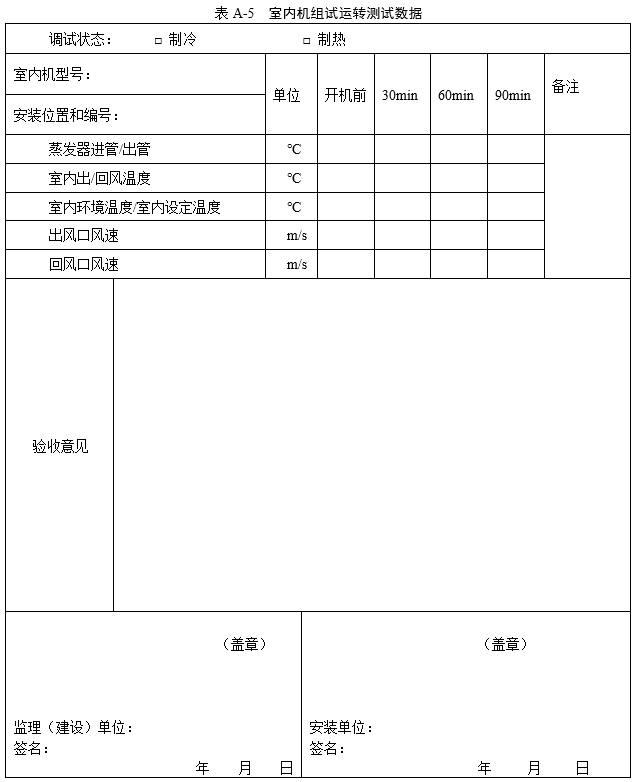 表 A-5 室内机组试运转测试数据
调试状态： □ 制冷 □ 制热
室内机型号： 单位 开机前 30min 60min 90min 备注
安装位置和编号：
蒸发器进管/出管 ℃
室内出/回风温度 ℃
室内环境温度/室内设定温度 ℃
出风口风速 m/s
回风口风速 m/s
验收意见
（盖章） （盖章）
监理（建设）单位： 安装单位：
签名： 签名：
年 月 日 年 月 日